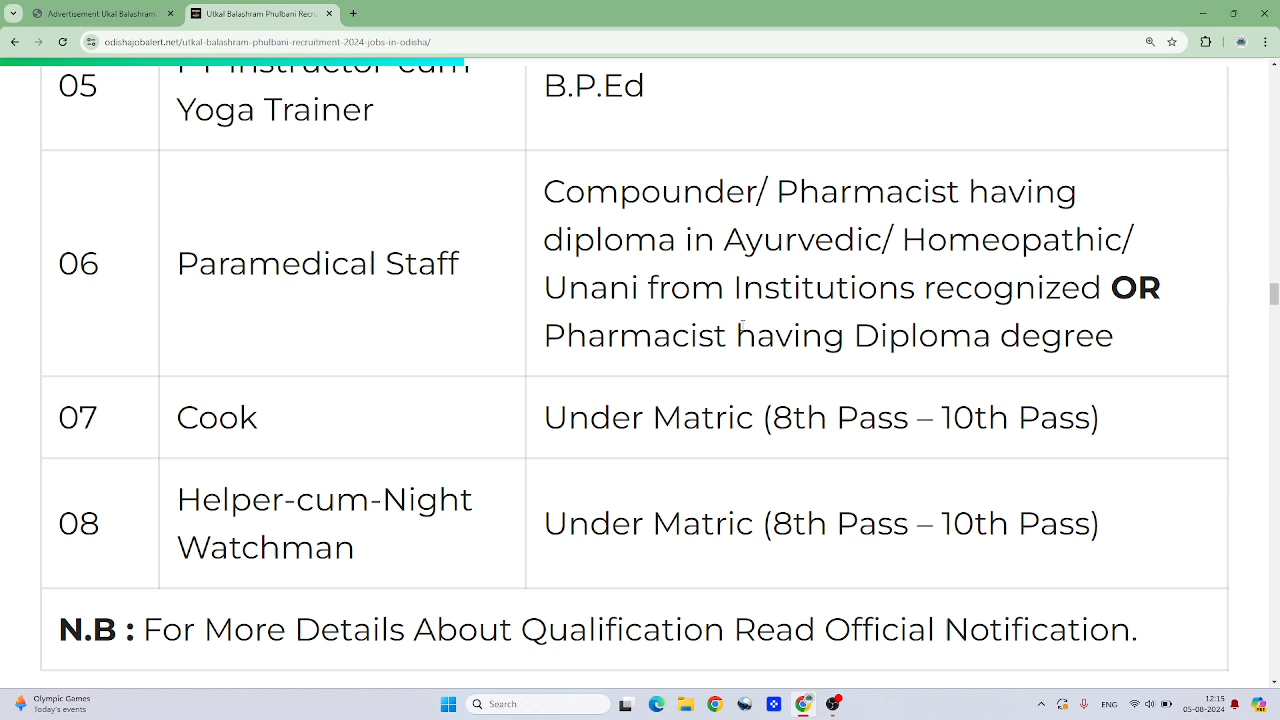 Advertisement Ukal Balashram
Utkal Balashram Phulbani Recru
odishajobalert.net/utkal-balashram-phulbani-recruitment-2024-jobs-in-odisha/
05
Yoga Trainer
B.P.Ed
06
Paramedical Staff
Compounder/ Pharmacist having
diploma in Ayurvedic/ Homeopathic/
Unani from Institutions recognized OR
Pharmacist having Diploma degree
07
Cook
Under Matric (8th Pass – 10th Pass)
08
Helper-cum-Night
Watchman
Under Matric (8th Pass – 10th Pass)
N.B : For More Details About Qualification Read Official Notification.
Olympic Games
Today's events
Search
ENG
12:15
05-08-2024